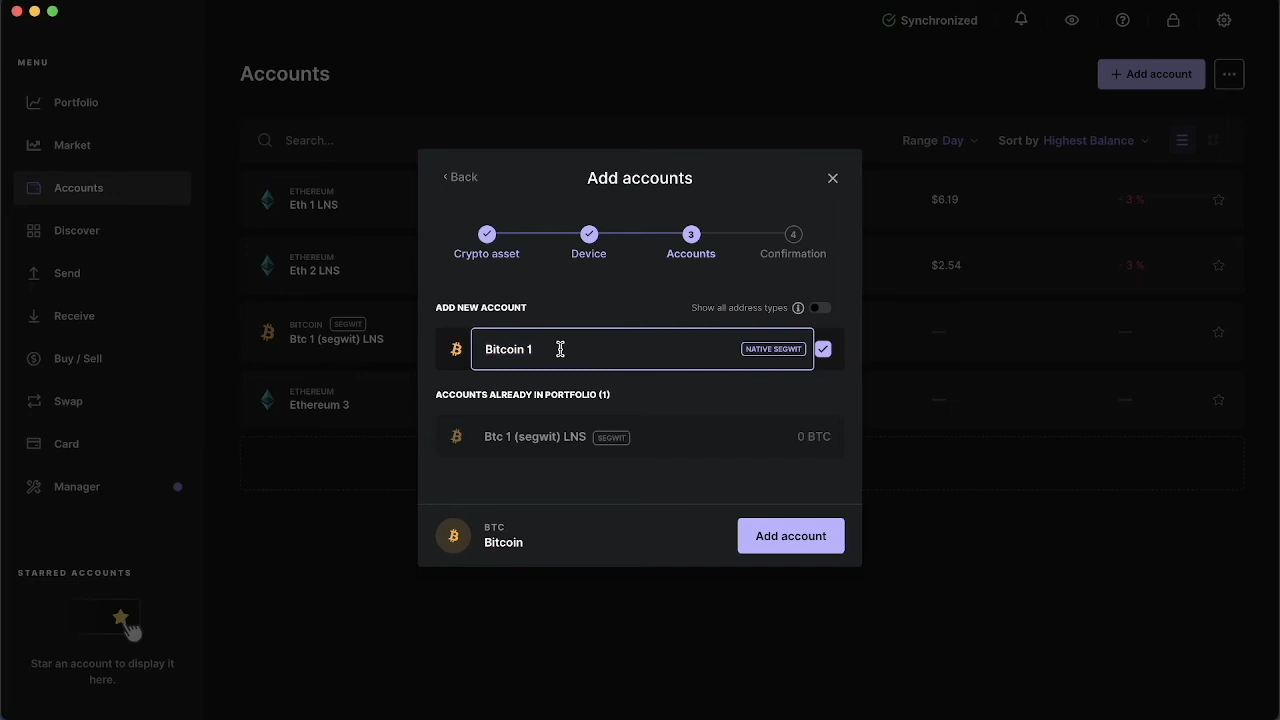 Synchronized
MENU
Portfolio
Market
Accounts
Discover
Send
Receive
Buy / Sell
Swap
Card
Manager
STARRED ACCOUNTS
Star an account to display it
here.
Accounts
+ Add account
Search...
Range Day
Sort by Highest Balance
ETHEREUM
Eth 1 LNS
$6.19
- 3 %
ETHEREUM
Eth 2 LNS
$2.54
- 3 %
BITCOIN SEGWIT
Btc 1 (segwit) LNS
—
—
ETHEREUM
Ethereum 3
—
—
‹ Back
Add accounts
3
4
Crypto asset
Device
Accounts
Confirmation
ADD NEW ACCOUNT
Show all address types
Bitcoin 1
NATIVE SEGWIT
ACCOUNTS ALREADY IN PORTFOLIO (1)
Btc 1 (segwit) LNS SEGWIT
0 BTC
BTC
Bitcoin
Add account